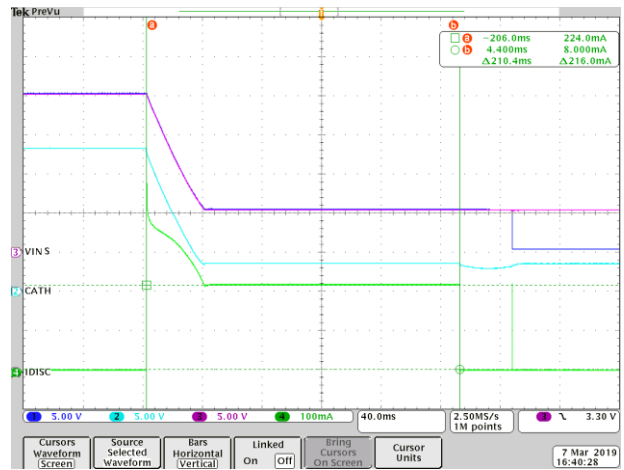 Tek PreVu
a
b
a −206.0ms 224.0mA
b 4.400ms 8.000mA
Δ210.4ms Δ216.0mA
3 VINS
2 CATH
4 IDISC
1 5.00 V 2 5.00 V 3 5.00 V 4 100mA 40.0ms 2.50MS/s 1M points 3 3.30 V
Cursors Waveform Screen
Source Selected Waveform
Bars Horizontal Vertical
Linked On Off
Bring Cursors On Screen
Cursor Units
7 Mar 2019
16:40:28